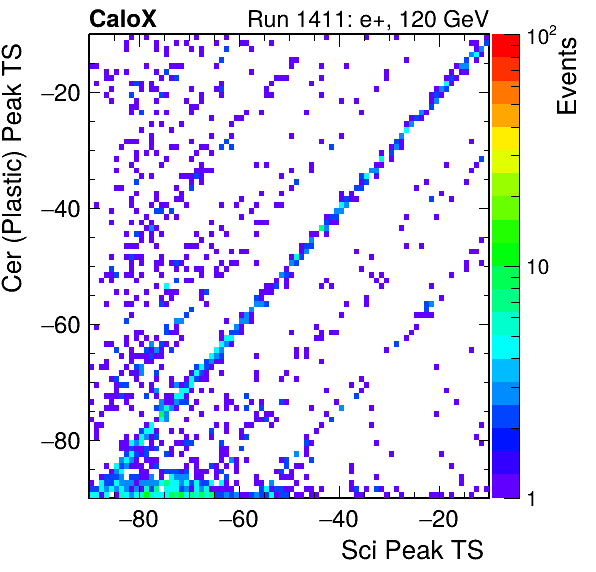 CaloX
Run 1411: e+, 120 GeV
Cer (Plastic) Peak TS
−20
−40
−60
−80
−80
−60
−40
−20
Sci Peak TS
10²
10
1
Events